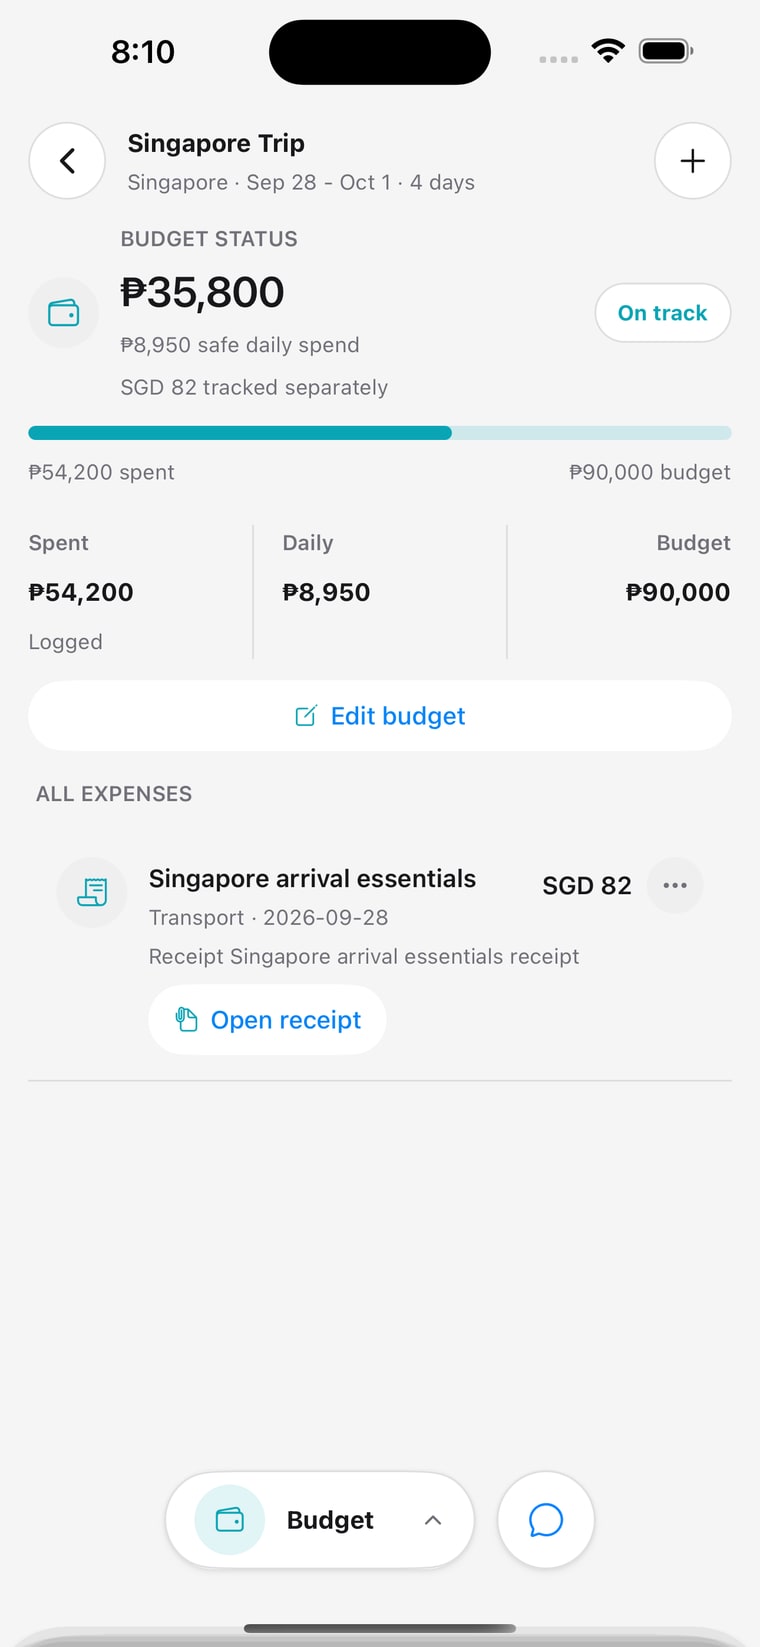 8:10
Singapore Trip
Singapore · Sep 28 - Oct 1 · 4 days
BUDGET STATUS
₱35,800
₱8,950 safe daily spend
SGD 82 tracked separately
On track
₱54,200 spent
₱90,000 budget
Spent
₱54,200
Logged
Daily
₱8,950
Budget
₱90,000
Edit budget
ALL EXPENSES
Singapore arrival essentials
SGD 82
Transport · 2026-09-28
Receipt Singapore arrival essentials receipt
Open receipt
Budget